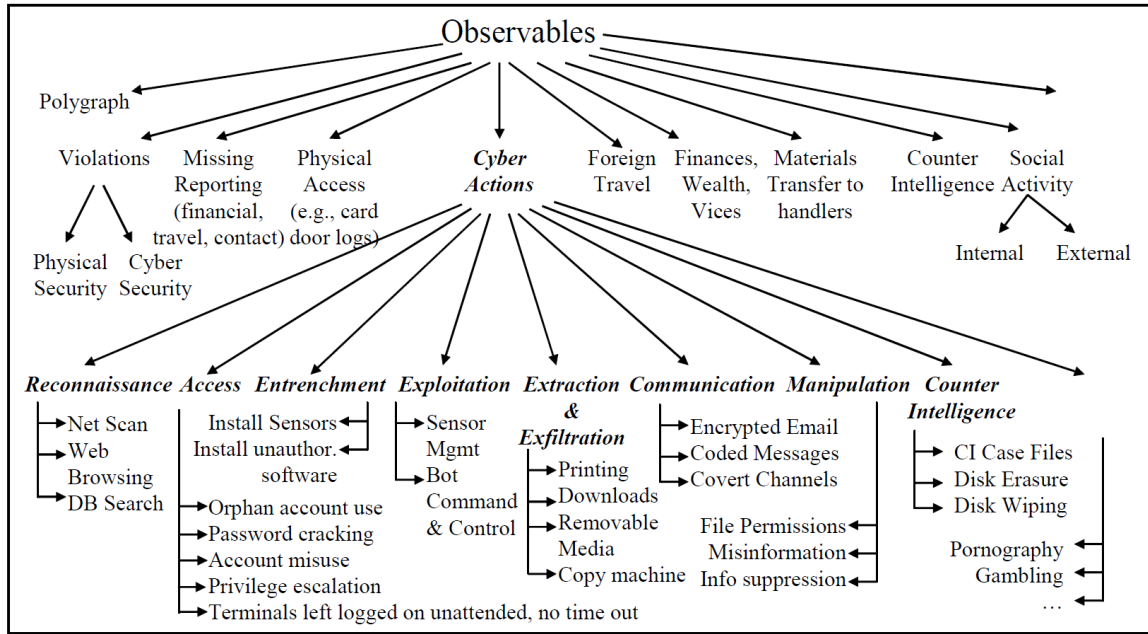 Observables
Polygraph
Violations
Missing
Reporting
(financial,
travel, contact)
Physical
Access
(e.g., card
door logs)
Cyber
Actions
Foreign
Travel
Finances,
Wealth,
Vices
Materials
Transfer to
handlers
Counter
Intelligence
Social
Activity
Physical
Security
Cyber
Security
Internal
External
Reconnaissance
Net Scan
Web
Browsing
DB Search
Access
Orphan account use
Password cracking
Account misuse
Privilege escalation
Terminals left logged on unattended, no time out
Entrenchment
Install Sensors
Install unauthor.
software
Exploitation
Sensor
Mgmt
Bot
Command
& Control
Extraction
&
Exfiltration
Printing
Downloads
Removable
Media
Copy machine
Communication
Encrypted Email
Coded Messages
Covert Channels
Manipulation
File Permissions
Misinformation
Info suppression
Counter
Intelligence
CI Case Files
Disk Erasure
Disk Wiping
Pornography
Gambling
…